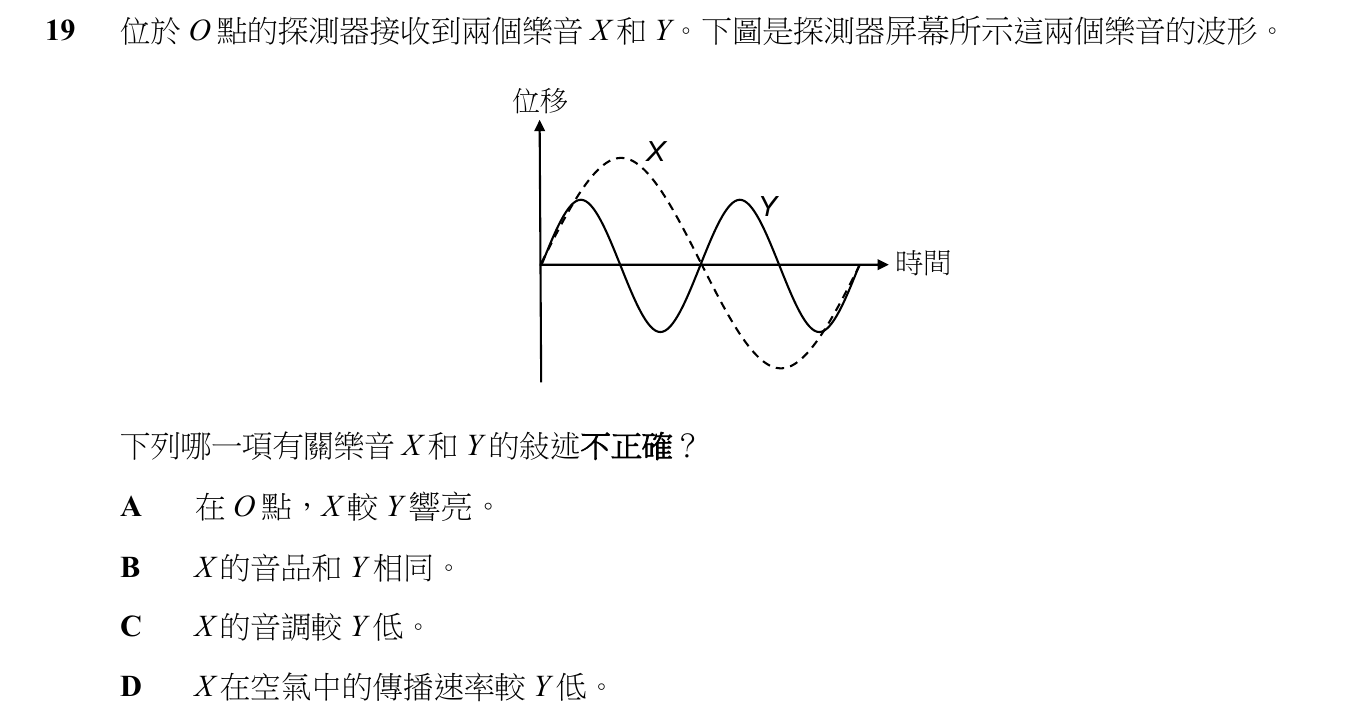 19 位於 O 點的探測器接收到兩個樂音 X 和 Y。下圖是探測器屏幕所示這兩個樂音的波形。
位移
X
Y
時間
下列哪一項有關樂音 X 和 Y 的敍述不正確？
A 在 O 點，X 較 Y 響亮。
B X 的音品和 Y 相同。
C X 的音調較 Y 低。
D X 在空氣中的傳播速率較 Y 低。